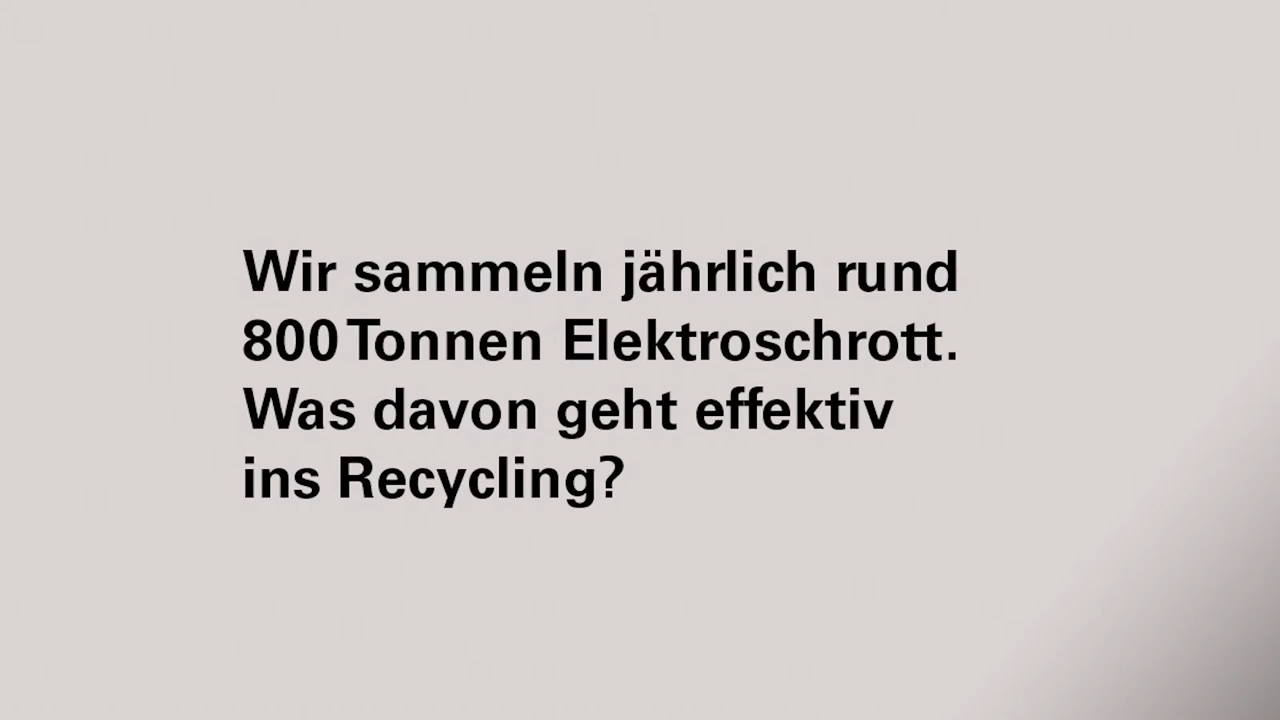 Wir sammeln jährlich rund
800 Tonnen Elektroschrott.
Was davon geht effektiv
ins Recycling?